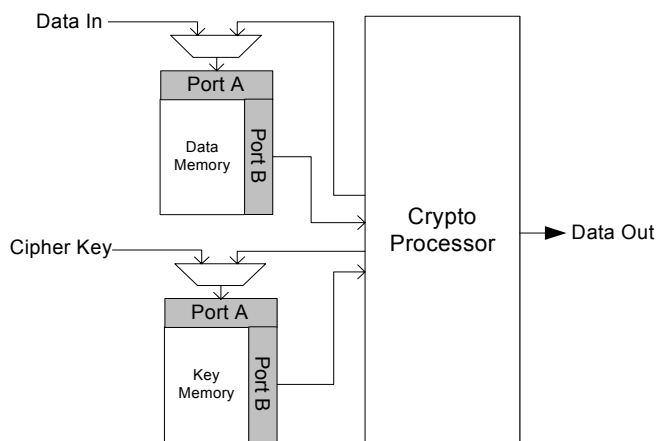 Data In
Port A
Port B
Data
Memory
Crypto
Processor
Data Out
Cipher Key
Port A
Port B
Key
Memory